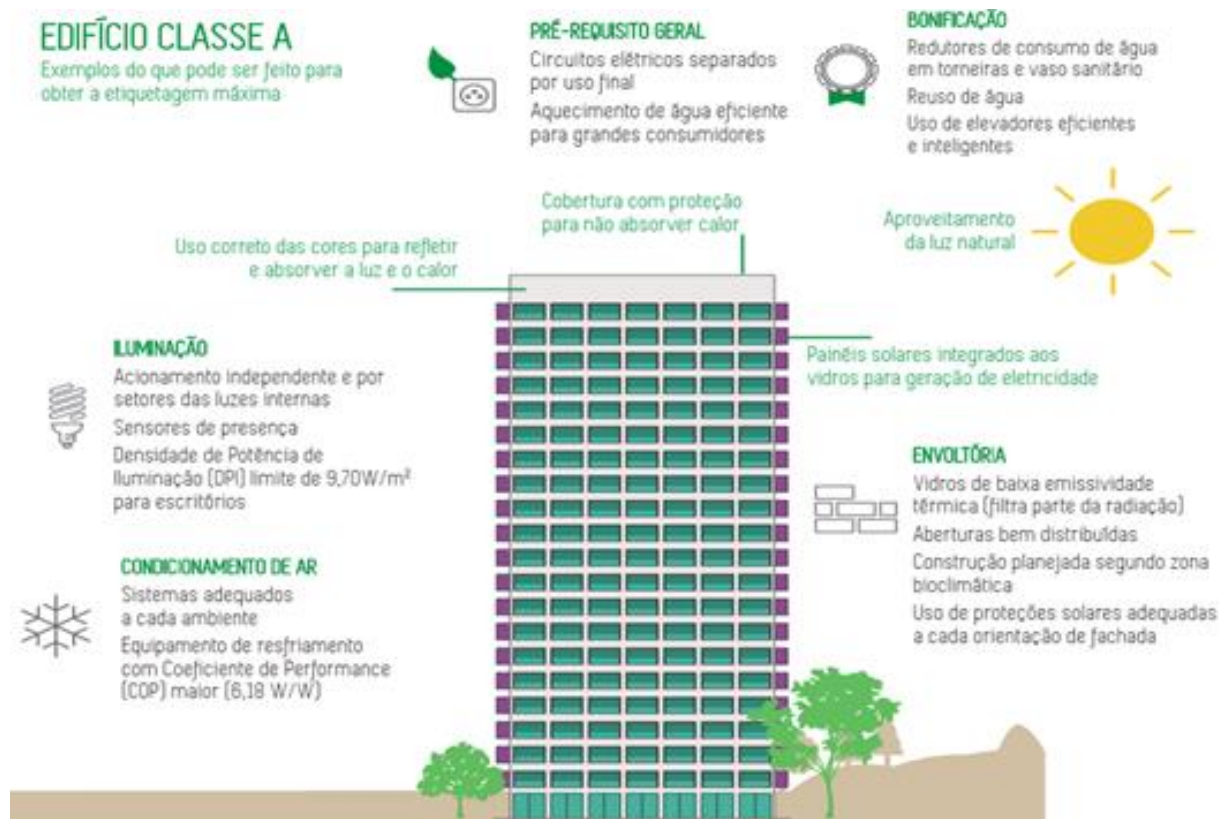 EDIFÍCIO CLASSE A
Exemplos do que pode ser feito para
obter a etiquetagem máxima
PRÉ-REQUISITO GERAL
Circuitos elétricos separados
por uso final
Aquecimento de água eficiente
para grandes consumidores
BONIFICAÇÃO
Redutores de consumo de água
em torneiras e vaso sanitário
Reuso de água
Uso de elevadores eficientes
e inteligentes
Cobertura com proteção
para não absorver calor
Aproveitamento
da luz natural
Uso correto das cores para refletir
e absorver a luz e o calor
ILUMINAÇÃO
Acionamento independente e por
setores das luzes internas
Sensores de presença
Densidade de Potência de
Iluminação (DPI) limite de 9,70W/m²
para escritórios
Painéis solares integrados aos
vidros para geração de eletricidade
ENVOLTÓRIA
Vidros de baixa emissividade
térmica (filtra parte da radiação)
Aberturas bem distribuídas
Construção planejada segundo zona
bioclimática
Uso de proteções solares adequadas
a cada orientação de fachada
CONDICIONAMENTO DE AR
Sistemas adequados
a cada ambiente
Equipamento de resfriamento
com Coeficiente de Performance
(COP) maior (6,18 W/W)